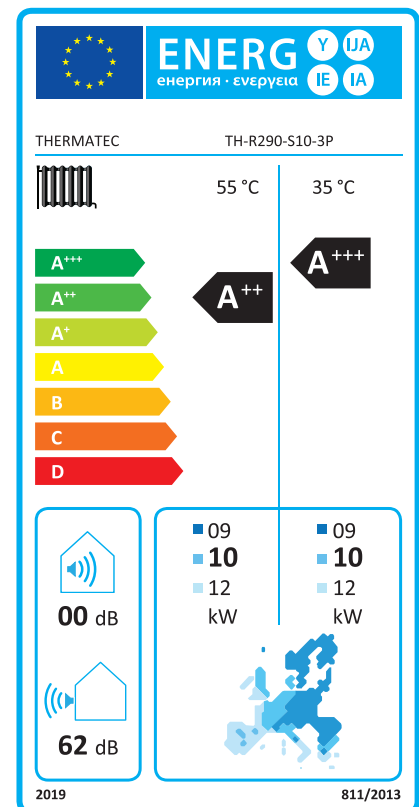 ENERG Y IJA
енергия · ενεργεια IE IA
THERMATEC TH-R290-S10-3P
55 °C 35 °C
A+++
A++
A+
A
B
C
D
A++
A+++
09 09
10 10
12 12
kW kW
00 dB
62 dB
2019 811/2013